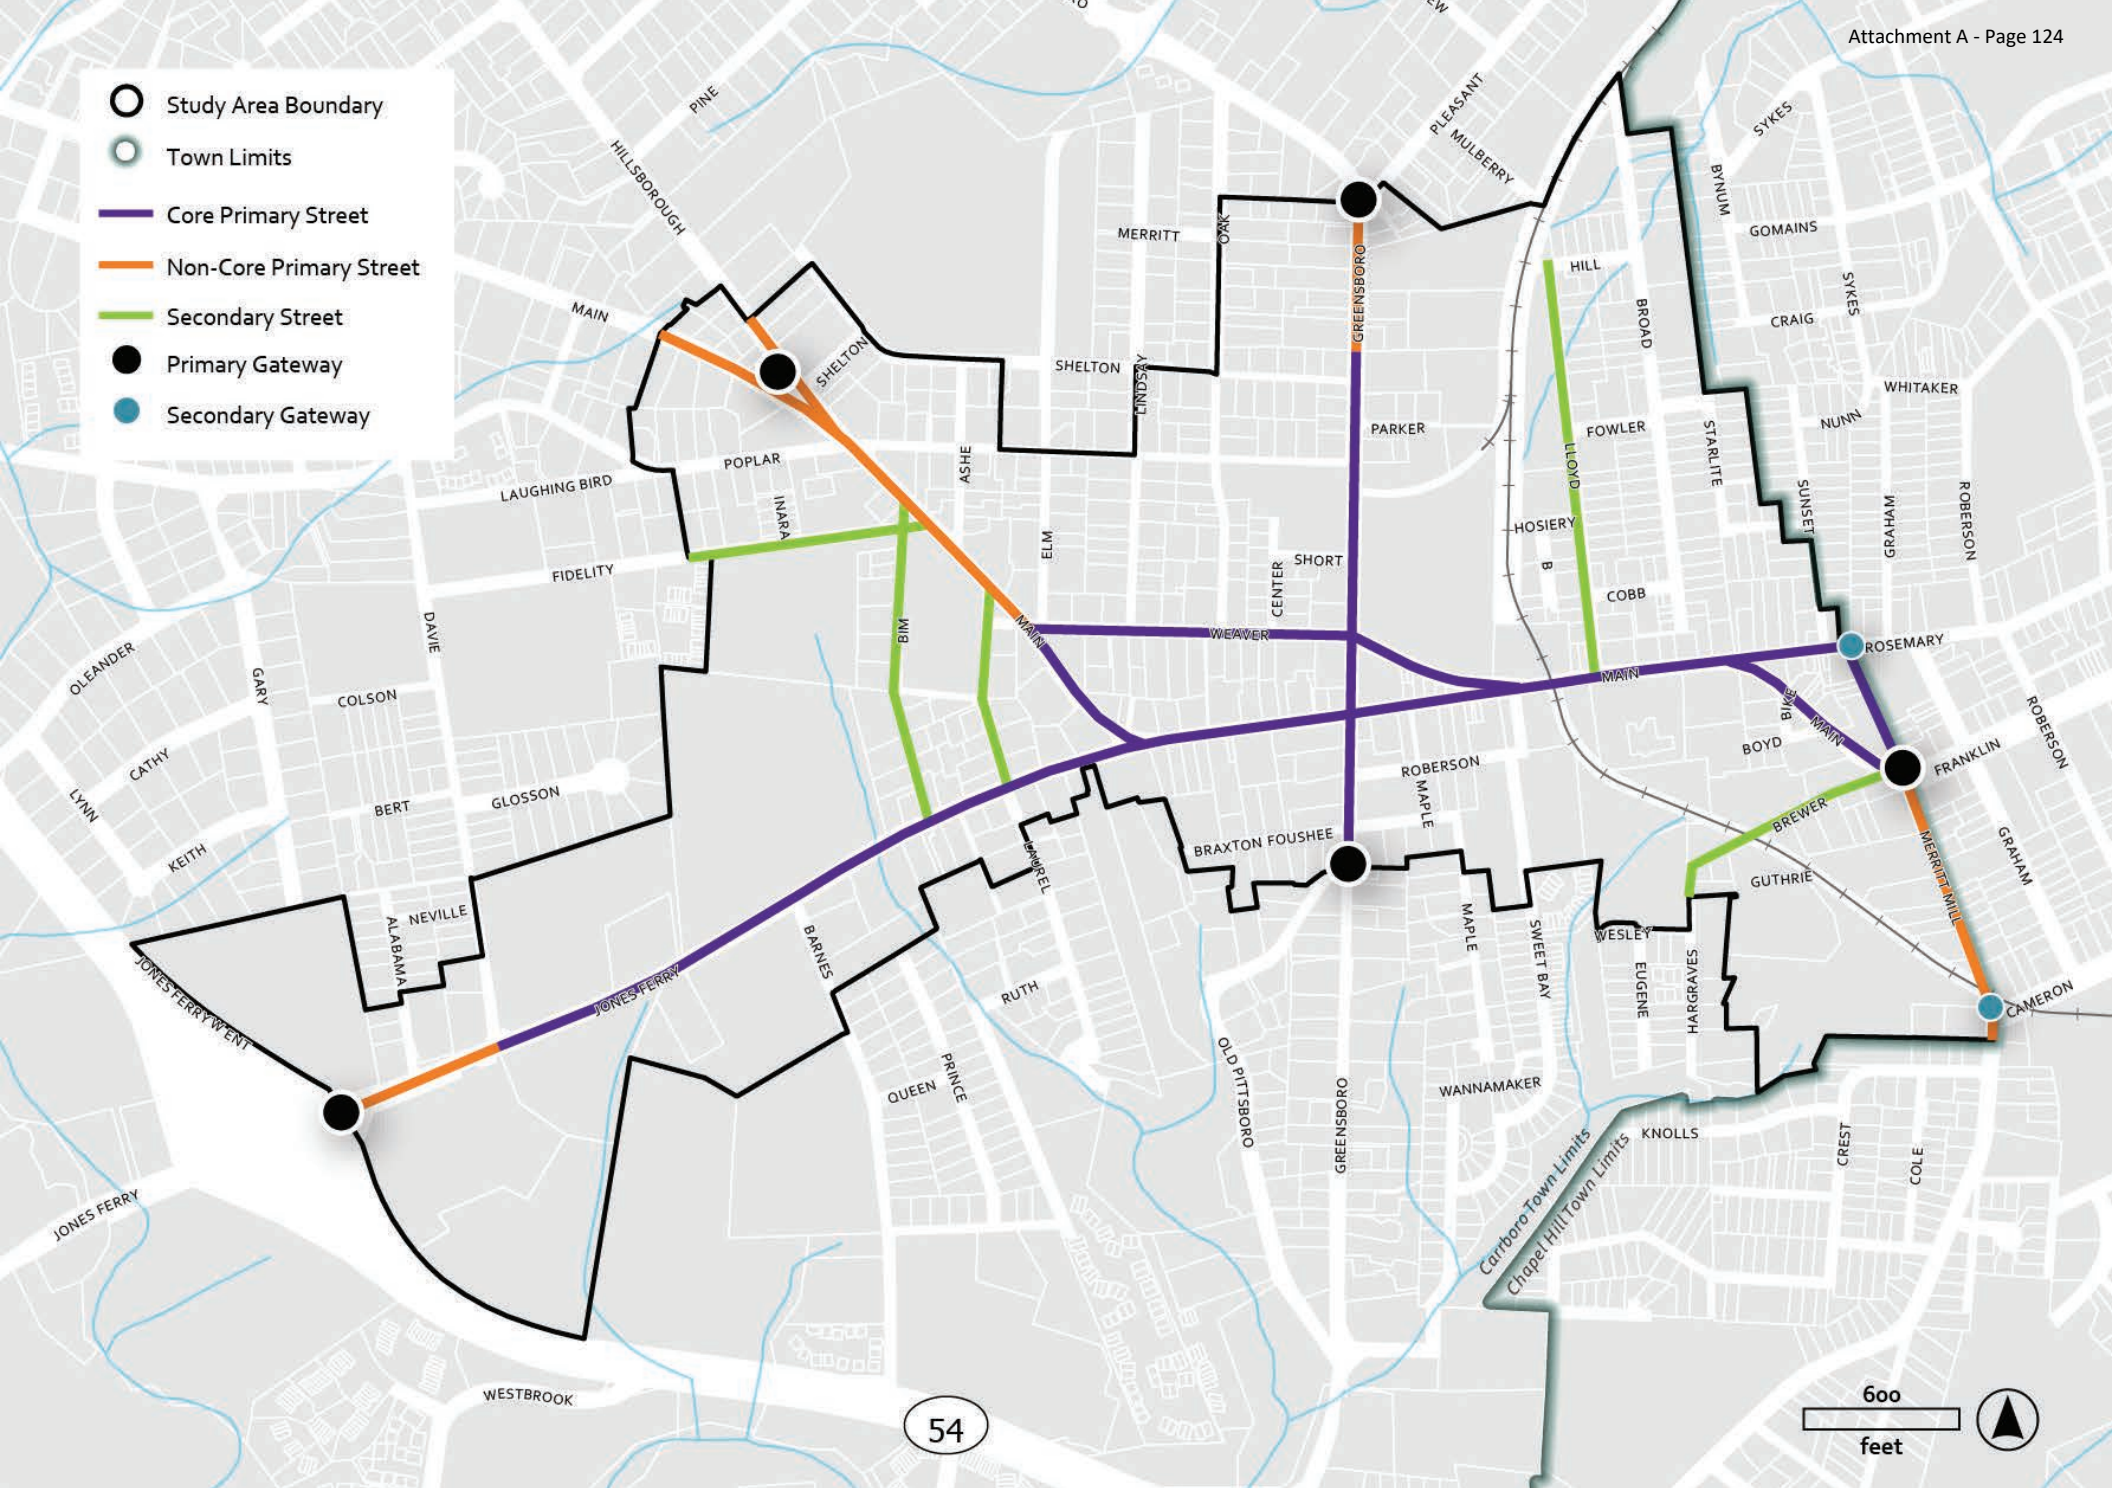 Attachment A - Page 124
Study Area Boundary
Town Limits
Core Primary Street
Non-Core Primary Street
Secondary Street
Primary Gateway
Secondary Gateway
PINE
HILLSBOROUGH
MAIN
SHELTON
PLEASANT
MULBERRY
MERRITT
OAK
GREENSBORO
SHELTON
LINDSAY
PARKER
SYKES
BYNUM
GOMAINS
HILL
BROAD
SYKES
CRAIG
WHITAKER
NUNN
FOWLER
STARLITE
LLOYD
SUNSET
GRAHAM
ROBERSON
POPLAR
LAUGHING BIRD
INARA
ASHE
ELM
FIDELITY
HOSIERY
B
SHORT
CENTER
COBB
DAVIE
BIM
MAIN
WEAVER
ROSEMARY
OLEANDER
GARY
COLSON
MAIN
BIKE
MAIN
BOYD
FRANKLIN
ROBERSON
CATHY
LYNN
BERT
GLOSSON
ROBERSON
MAPLE
BREWER
KEITH
BRAXTON FOUSHEE
LAUREL
MERRITT MILL
GRAHAM
GUTHRIE
NEVILLE
ALABAMA
BARNES
MAPLE
SWEET BAY
WESLEY
EUGENE
HARGRAVES
JONES FERRY W ENT
JONES FERRY
RUTH
CAMERON
QUEEN
PRINCE
OLD PITTSBORO
GREENSBORO
WANNAMAKER
KNOLLS
CREST
COLE
Carrboro Town Limits
Chapel Hill Town Limits
JONES FERRY
WESTBROOK
54
600
feet